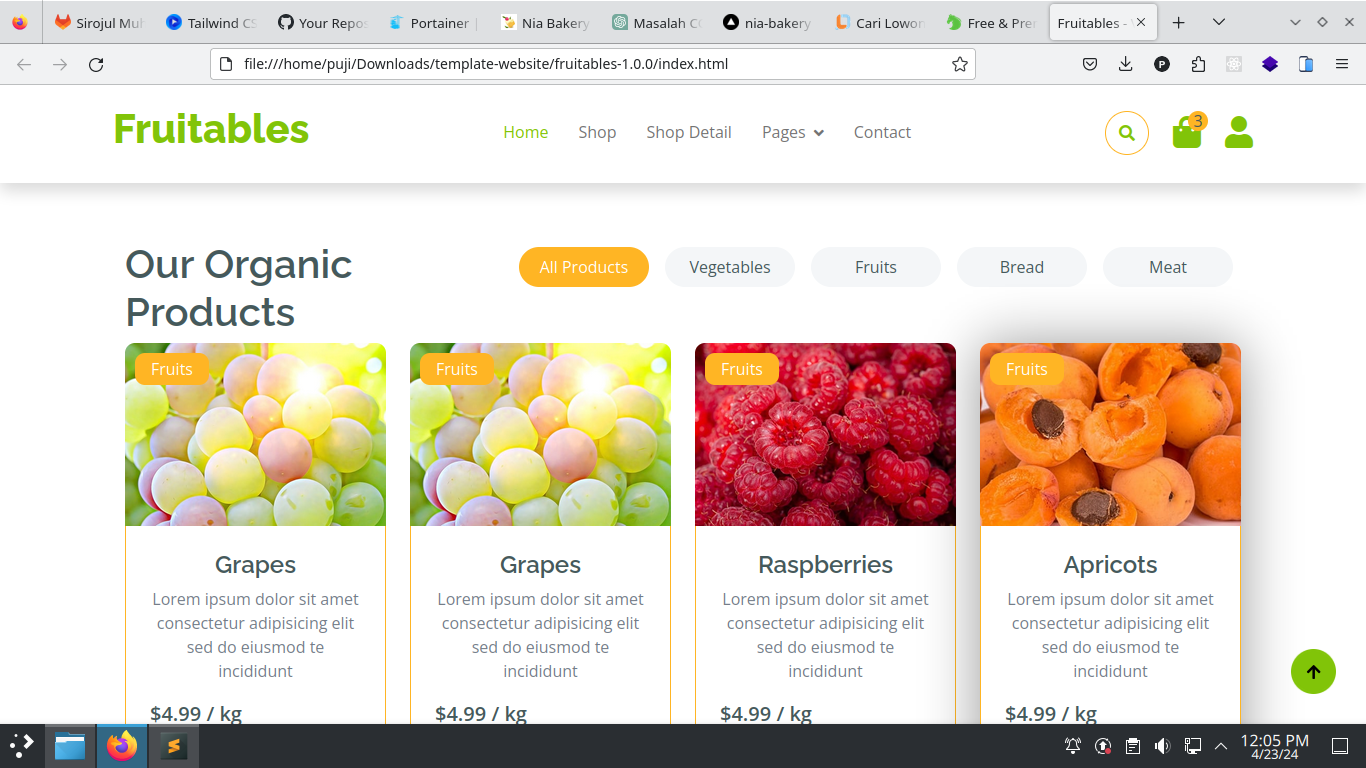 Sirojul Muh
Tailwind CS
Your Repos
Portainer |
Nia Bakery
Masalah CO
nia-bakery
Cari Lowon
Free & Pre
Fruitables -
file:///home/puji/Downloads/template-website/fruitables-1.0.0/index.html
P
Fruitables
Home
Shop
Shop Detail
Pages
Contact
3
Our Organic
Products
All Products
Vegetables
Fruits
Bread
Meat
Fruits
Fruits
Fruits
Fruits
Grapes
Lorem ipsum dolor sit amet
consectetur adipisicing elit
sed do eiusmod te
incididunt
$4.99 / kg
Grapes
Lorem ipsum dolor sit amet
consectetur adipisicing elit
sed do eiusmod te
incididunt
$4.99 / kg
Raspberries
Lorem ipsum dolor sit amet
consectetur adipisicing elit
sed do eiusmod te
incididunt
$4.99 / kg
Apricots
Lorem ipsum dolor sit amet
consectetur adipisicing elit
sed do eiusmod te
incididunt
$4.99 / kg
12:05 PM
4/23/24